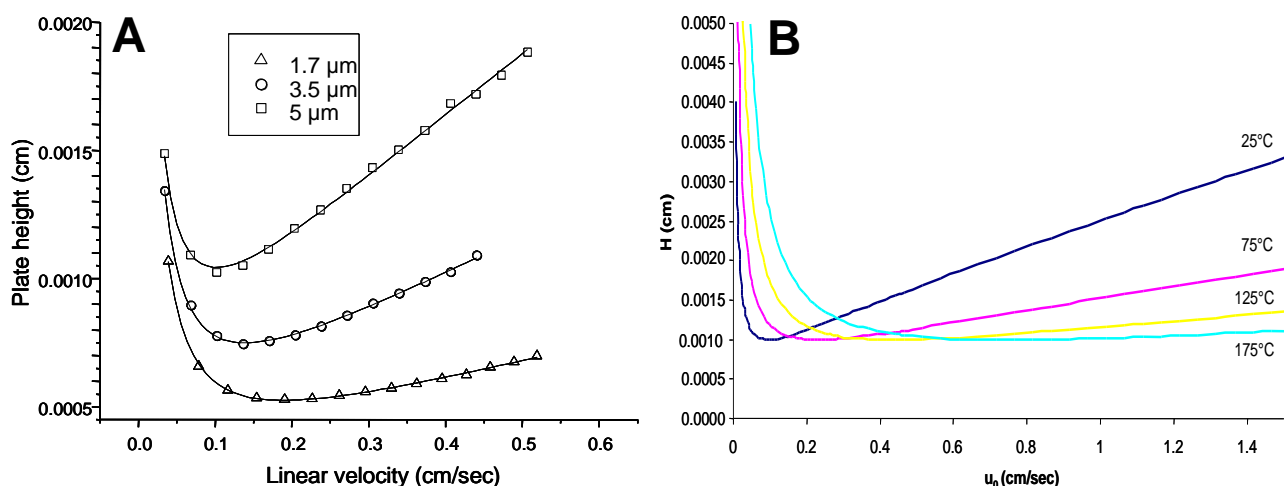 A
1.7 µm
3.5 µm
5 µm
0.0020
0.0015
0.0010
0.0005
Plate height (cm)
0.0 0.1 0.2 0.3 0.4 0.5 0.6
Linear velocity (cm/sec)
B
0.0050
0.0045
0.0040
0.0035
0.0030
0.0025
0.0020
0.0015
0.0010
0.0005
0.0000
H (cm)
25°C
75°C
125°C
175°C
0 0.2 0.4 0.6 0.8 1 1.2 1.4
u0 (cm/sec)